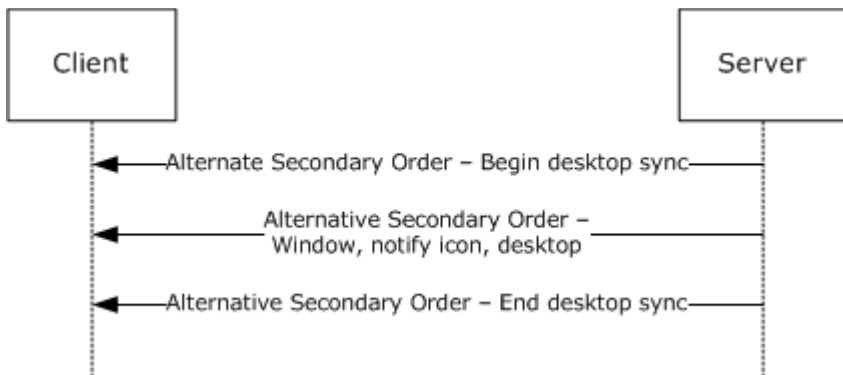 Client
Server
Alternate Secondary Order – Begin desktop sync
Alternative Secondary Order –
Window, notify icon, desktop
Alternative Secondary Order – End desktop sync